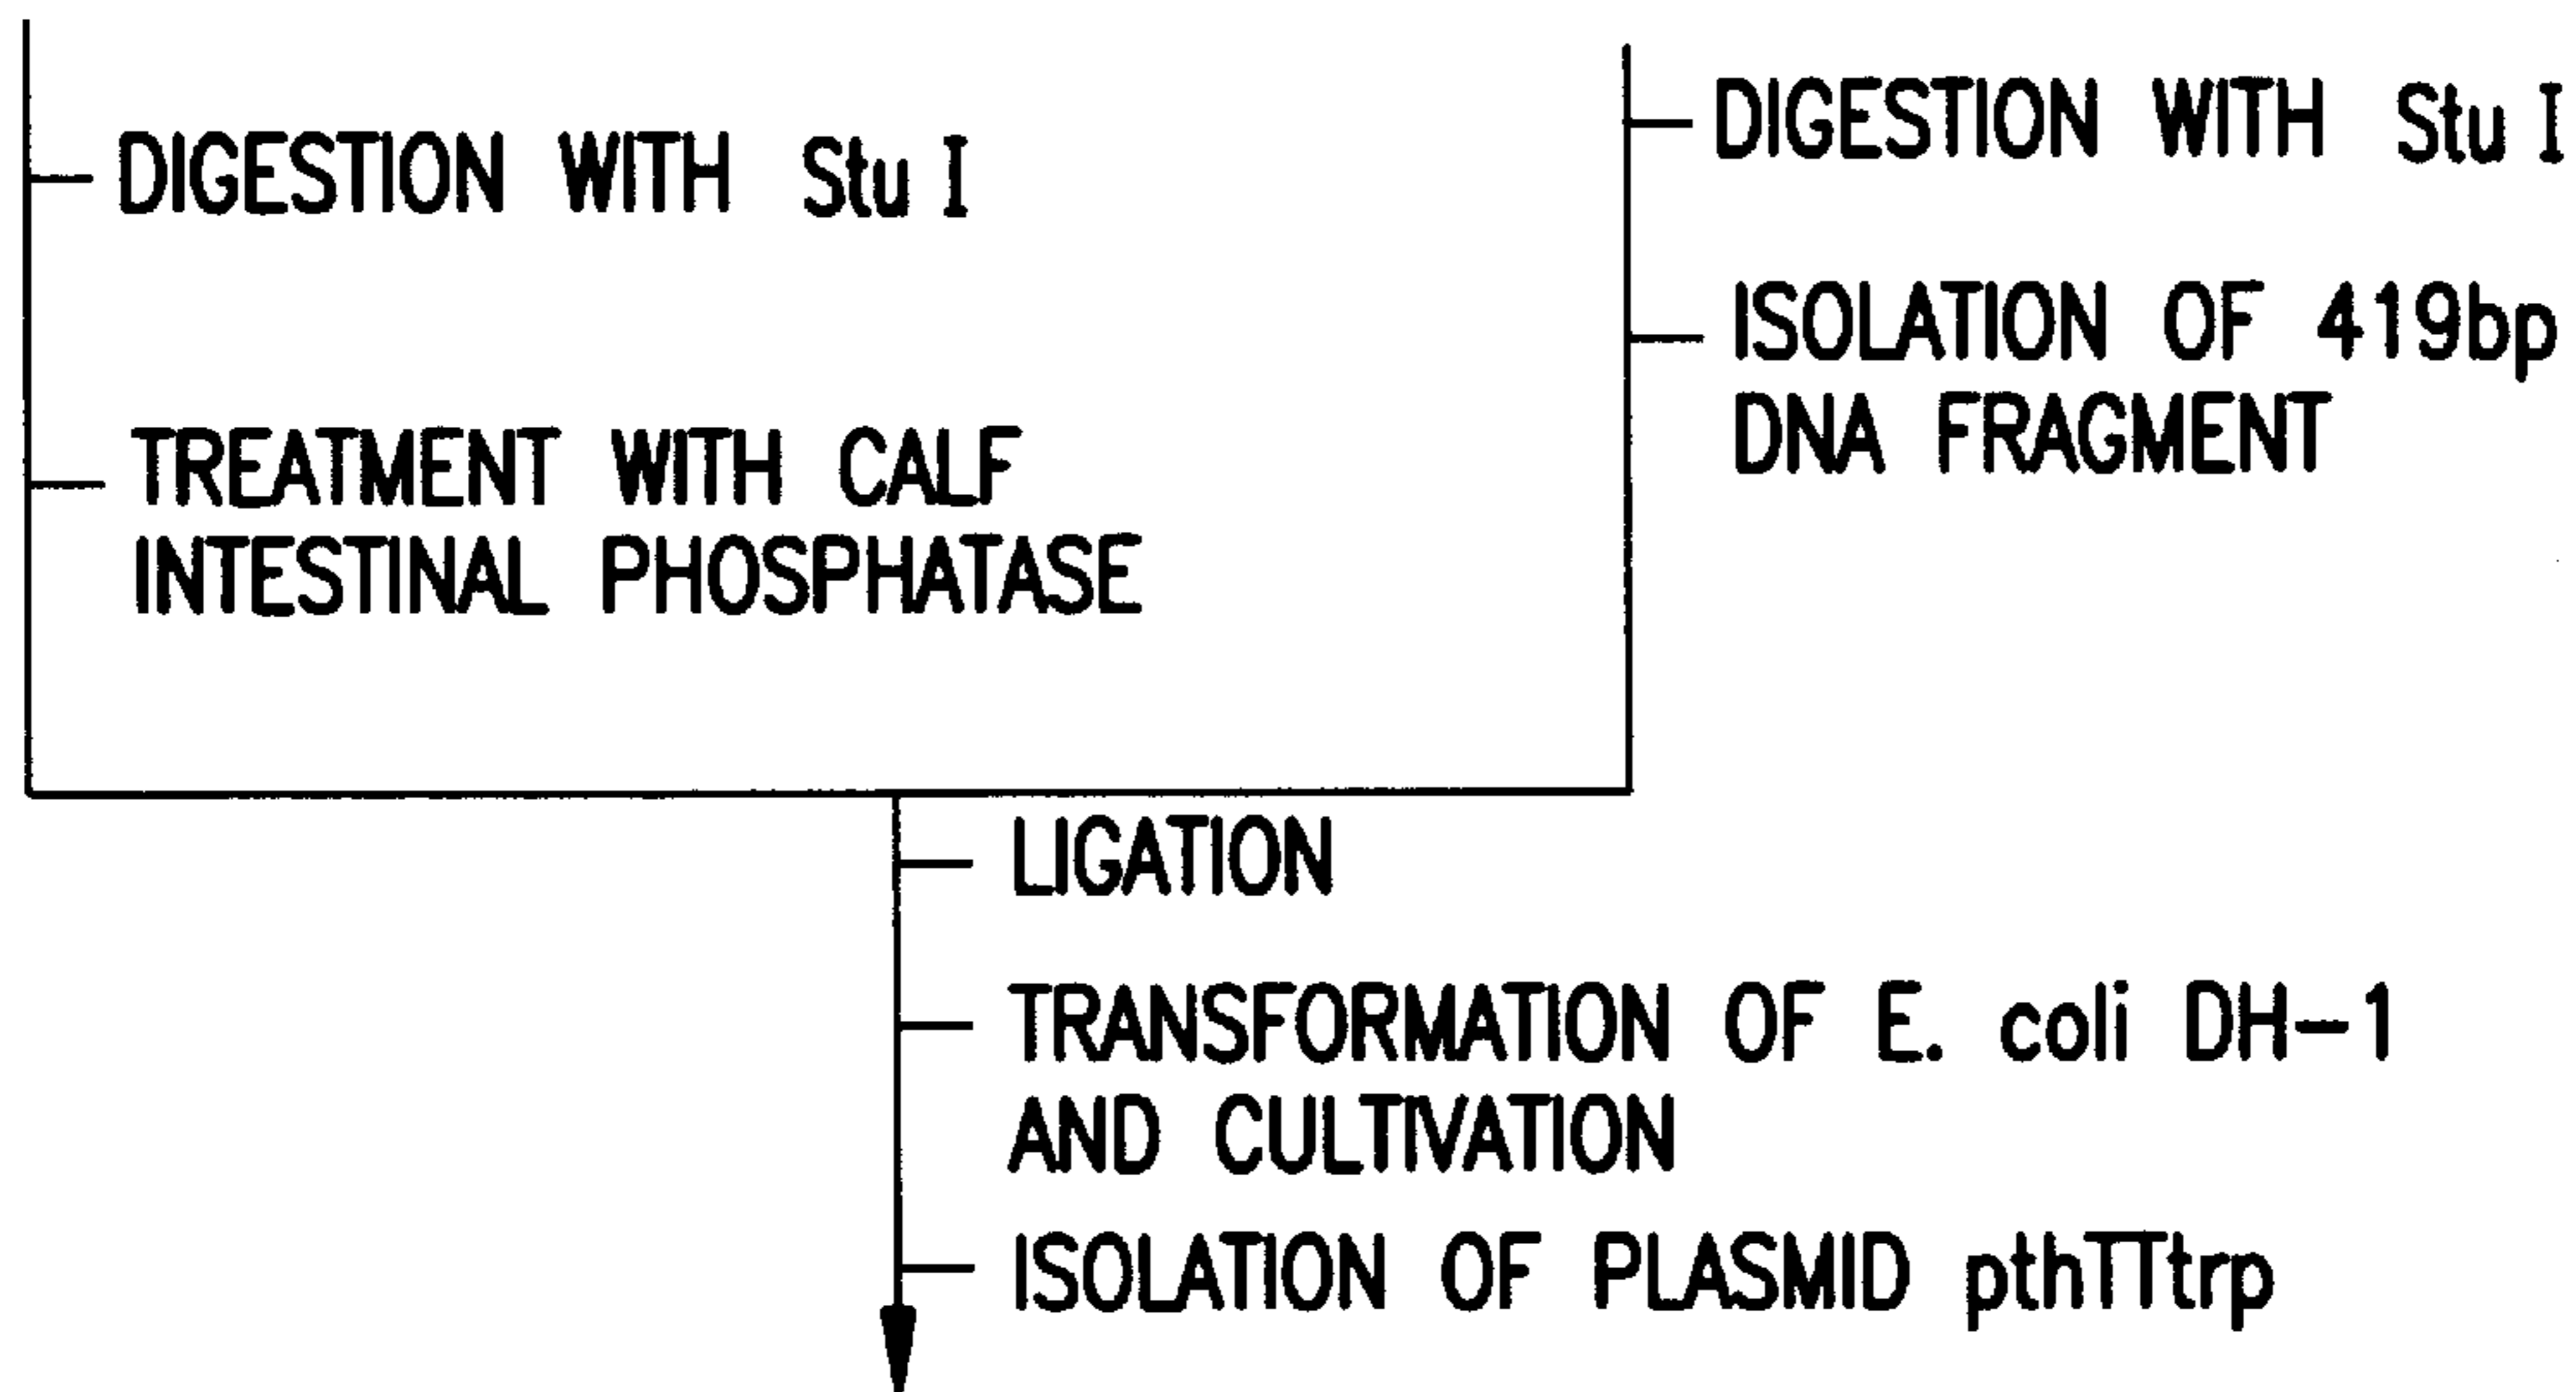 DIGESTION WITH Stu I
TREATMENT WITH CALF
INTESTINAL PHOSPHATASE
DIGESTION WITH Stu I
ISOLATION OF 419bp
DNA FRAGMENT
LIGATION
TRANSFORMATION OF E. coli DH-1
AND CULTIVATION
ISOLATION OF PLASMID pthTTtrp